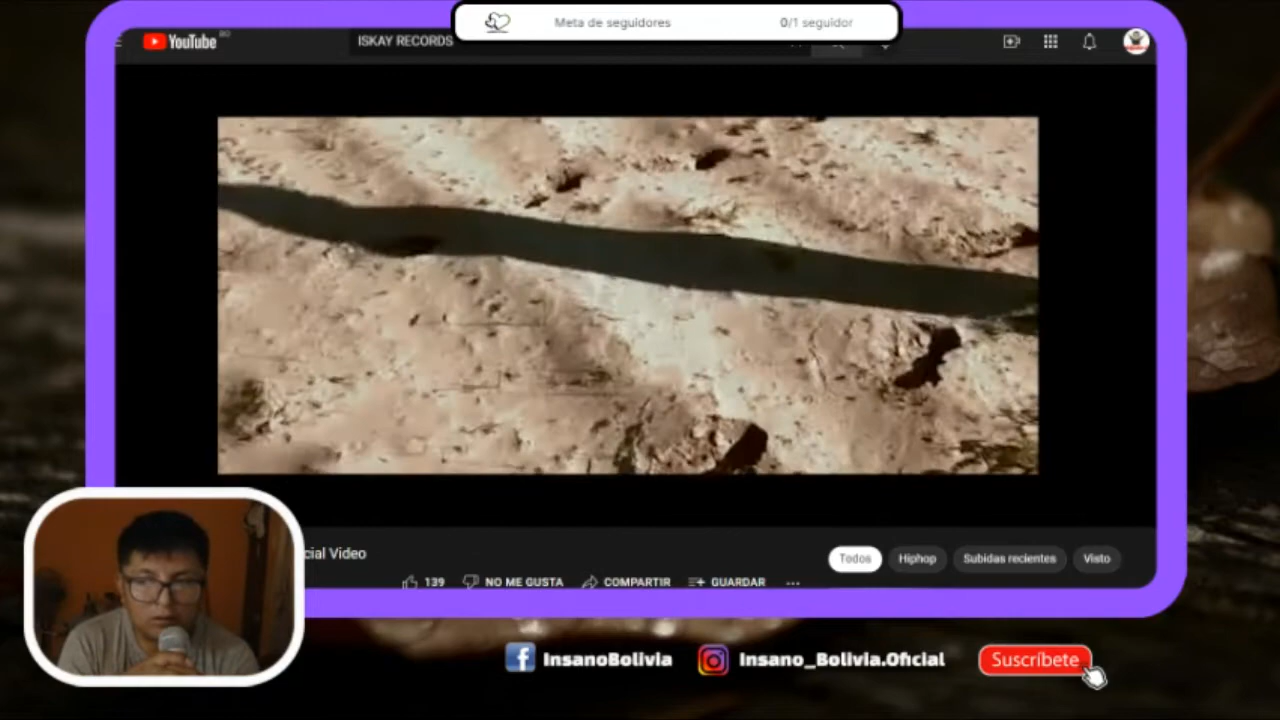 Meta de seguidores 0/1 seguidor
YouTube BO ISKAY RECORDS
cial Video
Todos Hiphop Subidas recientes Visto
139 NO ME GUSTA COMPARTIR GUARDAR ...
InsanoBolivia Insano_Bolivia.Oficial Suscríbete